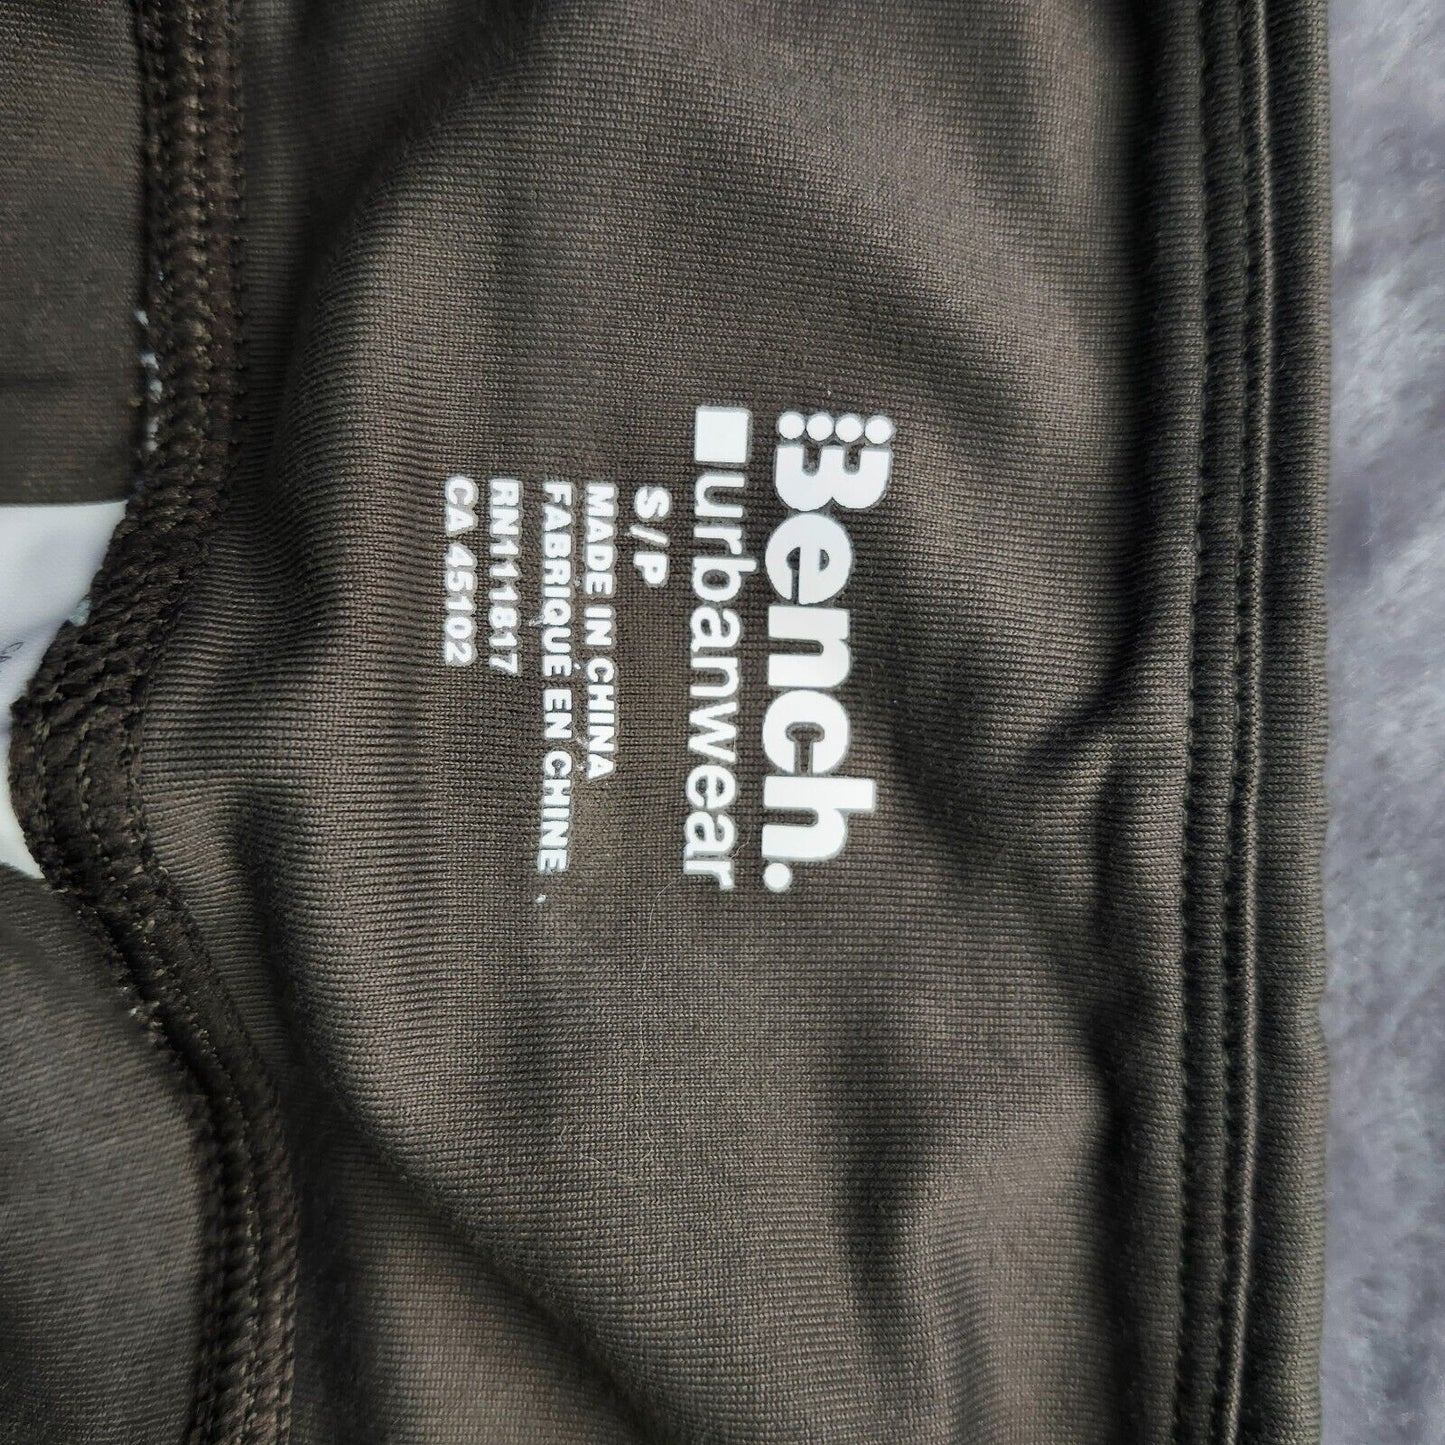 Bench.
urbanwear
S/P
MADE IN CHINA
FABRIQUÉ EN CHINE
RN111817
CA 45102